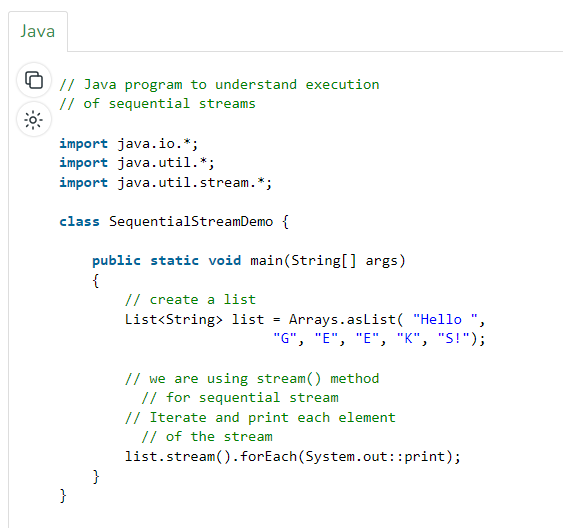 Java
// Java program to understand execution
// of sequential streams
import java.io.*;
import java.util.*;
import java.util.stream.*;
class SequentialStreamDemo {
public static void main(String[] args)
{
// create a list
List<String> list = Arrays.asList( "Hello ",
"G", "E", "E", "K", "S!");
// we are using stream() method
// for sequential stream
// Iterate and print each element
// of the stream
list.stream().forEach(System.out::print);
}
}